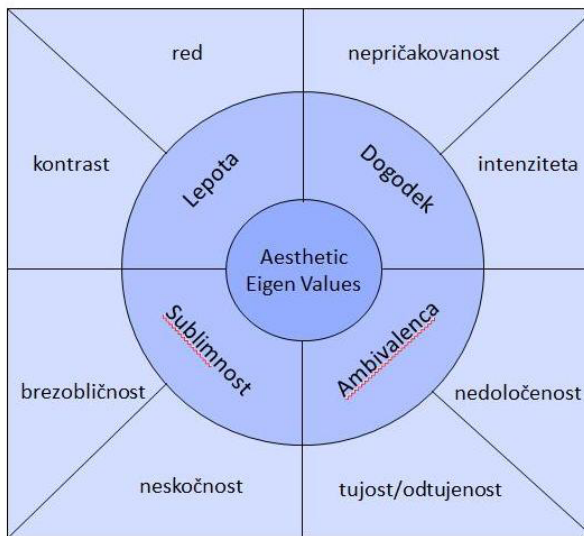 red
nepričakovanost
kontrast
Lepota
Dogodek
intenziteta
Aesthetic
Eigen Values
Sublimnost
Ambivalenca
brezobličnost
nedoločenost
neskočnost
tujost/odtujenost